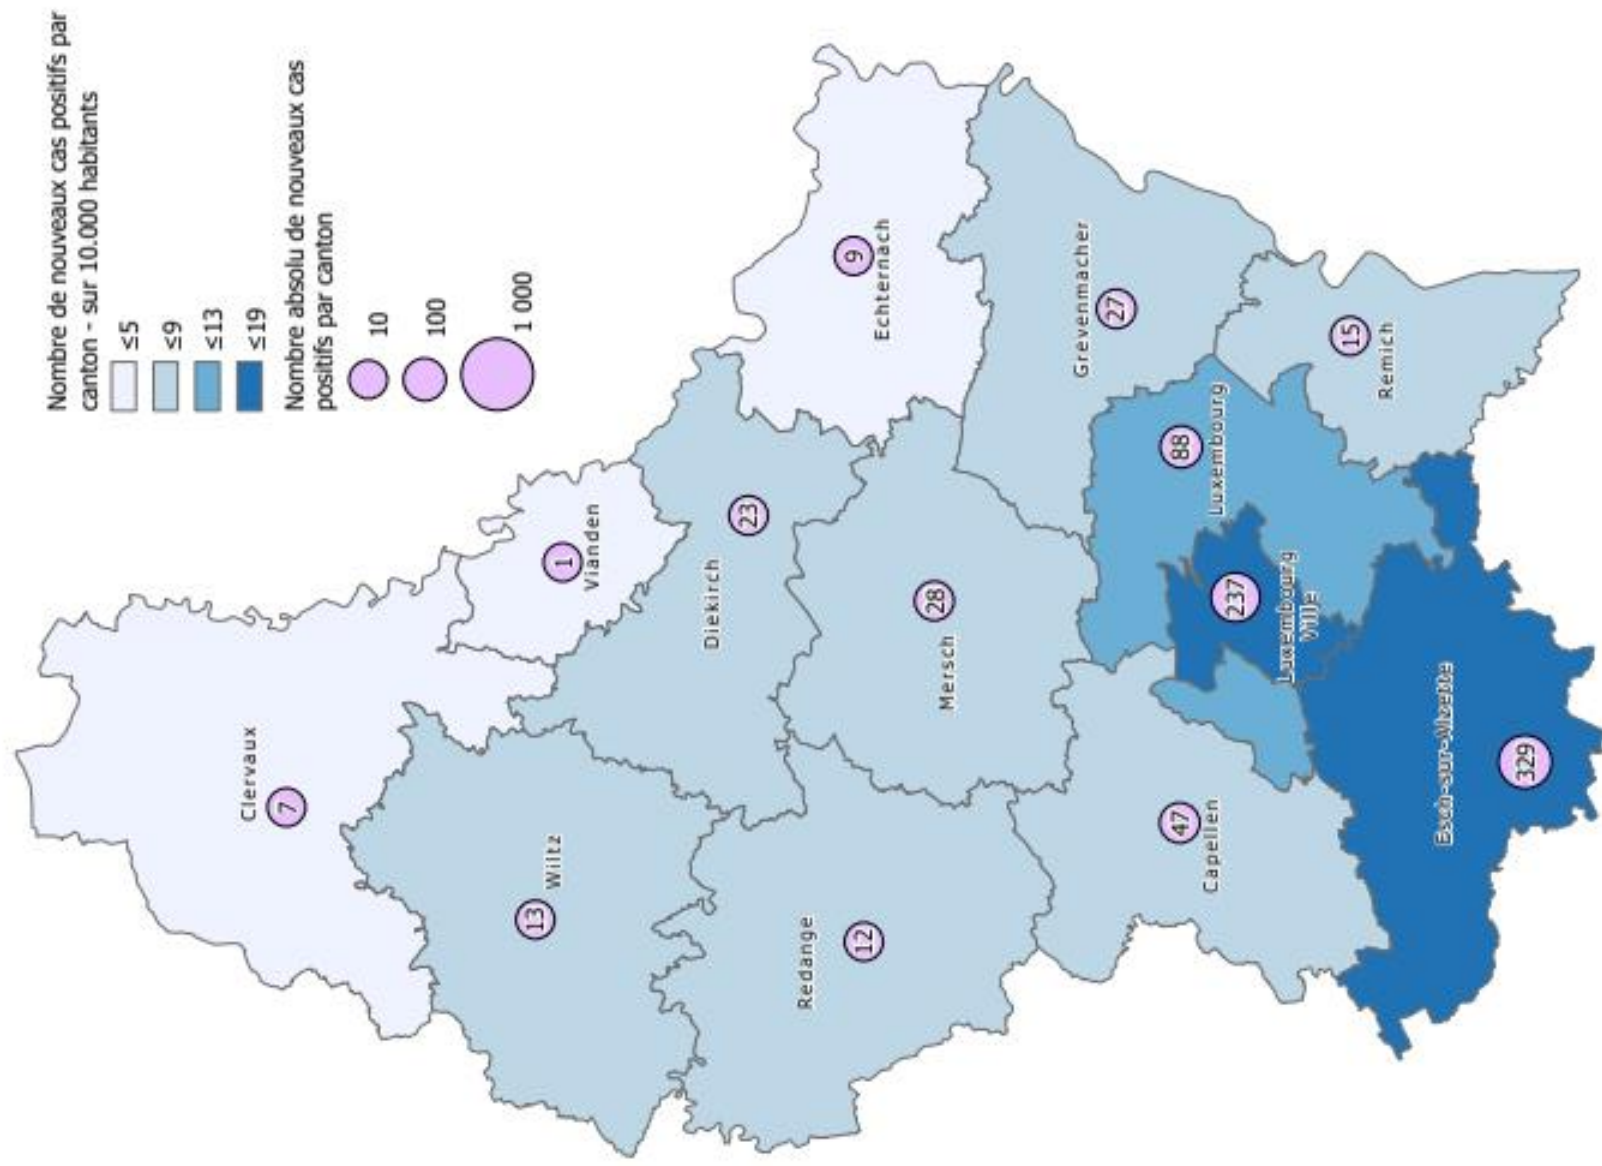 Nombre de nouveaux cas positifs par
canton - sur 10.000 habitants
≤5
≤9
≤13
≤19
Nombre absolu de nouveaux cas
positifs par canton
10
100
1 000
Clervaux
7
1
Vianden
13
Wiltz
Diekirch
23
9
Echternach
Redange
12
28
Mersch
Grevenmacher
27
47
Capellen
88
Luxembourg
237
Luxembourg
Ville
15
Remich
Esch-sur-Alzette
329